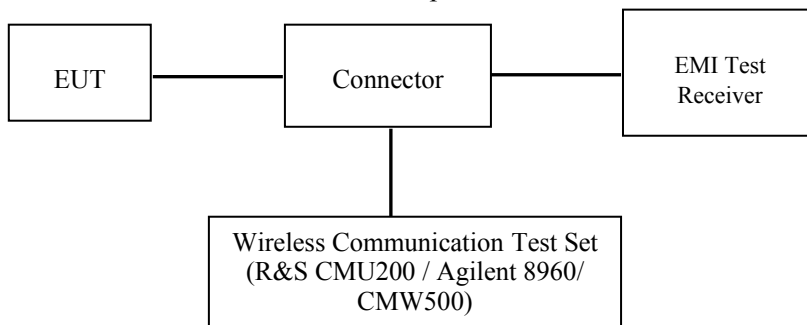 EUT
Connector
EMI Test
Receiver
Wireless Communication Test Set
(R&S CMU200 / Agilent 8960/
CMW500)